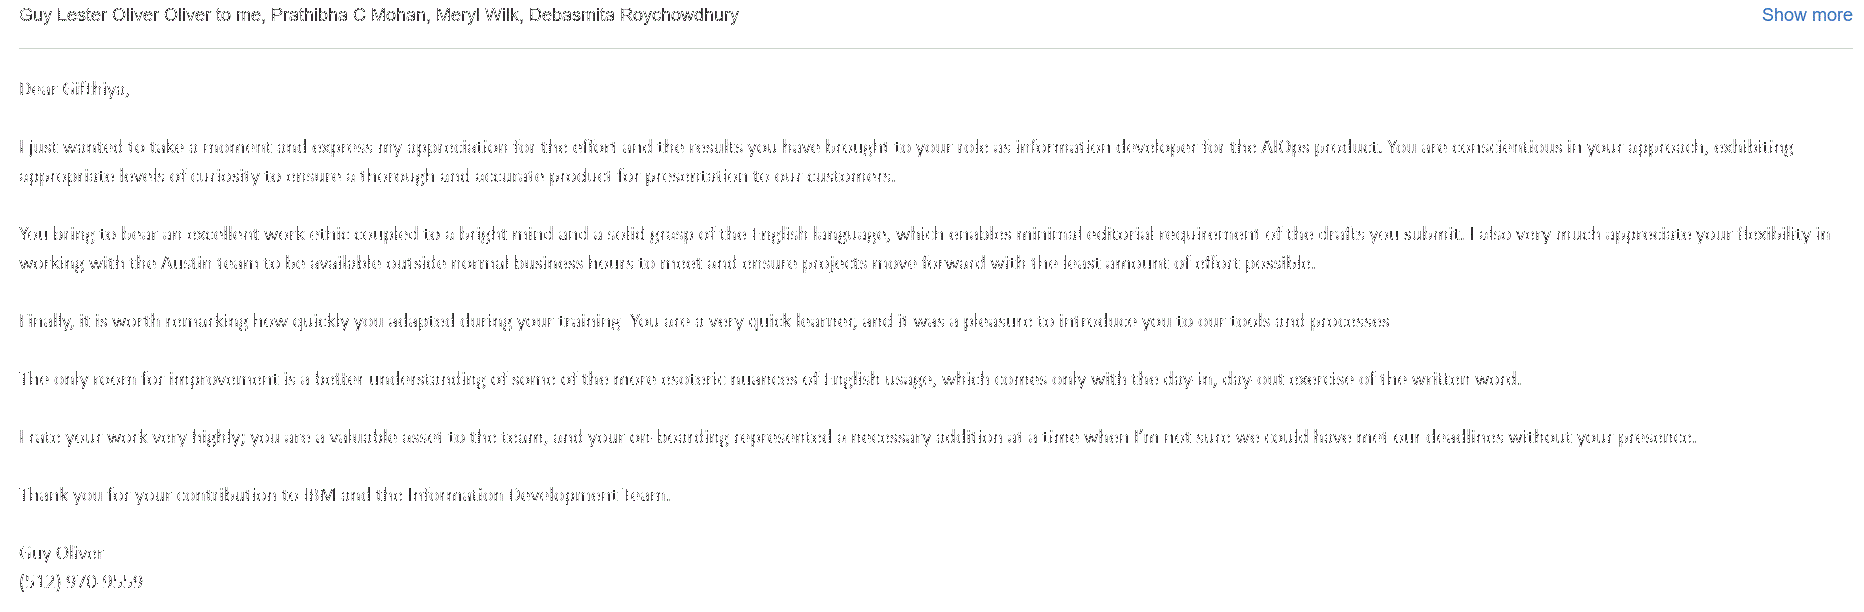 Guy Lester Oliver Oliver to me, Prathibha C Mohan, Meryl Wilk, Debasmita Roychowdhury
Show more
Dear Gifthiya,
I just wanted to take a moment and express my appreciation for the effort and the results you have brought to your role as information developer for the AIOps product. You are conscientious in your approach, exhibiting
appropriate levels of curiosity to ensure a thorough and accurate product for presentation to our customers.
You bring to bear an excellent work ethic coupled to a bright mind and a solid grasp of the English language, which enables minimal editorial requirement of the drafts you submit. I also very much appreciate your flexibility in
working with the Austin team to be available outside normal business hours to meet and ensure projects move forward with the least amount of effort possible.
Finally, it is worth remarking how quickly you adapted during your training. You are a very quick learner, and it was a pleasure to introduce you to our tools and processes.
The only room for improvement is a better understanding of some of the more esoteric nuances of English usage, which comes only with the day-in, day-out exercise of the written word.
I rate your work very highly; you are a valuable asset to the team, and your on-boarding represented a necessary addition at a time when I'm not sure we could have met our deadlines without your presence.
Thank you for your contribution to IBM and the Information Development Team.
Guy Oliver
(512) 970-9559